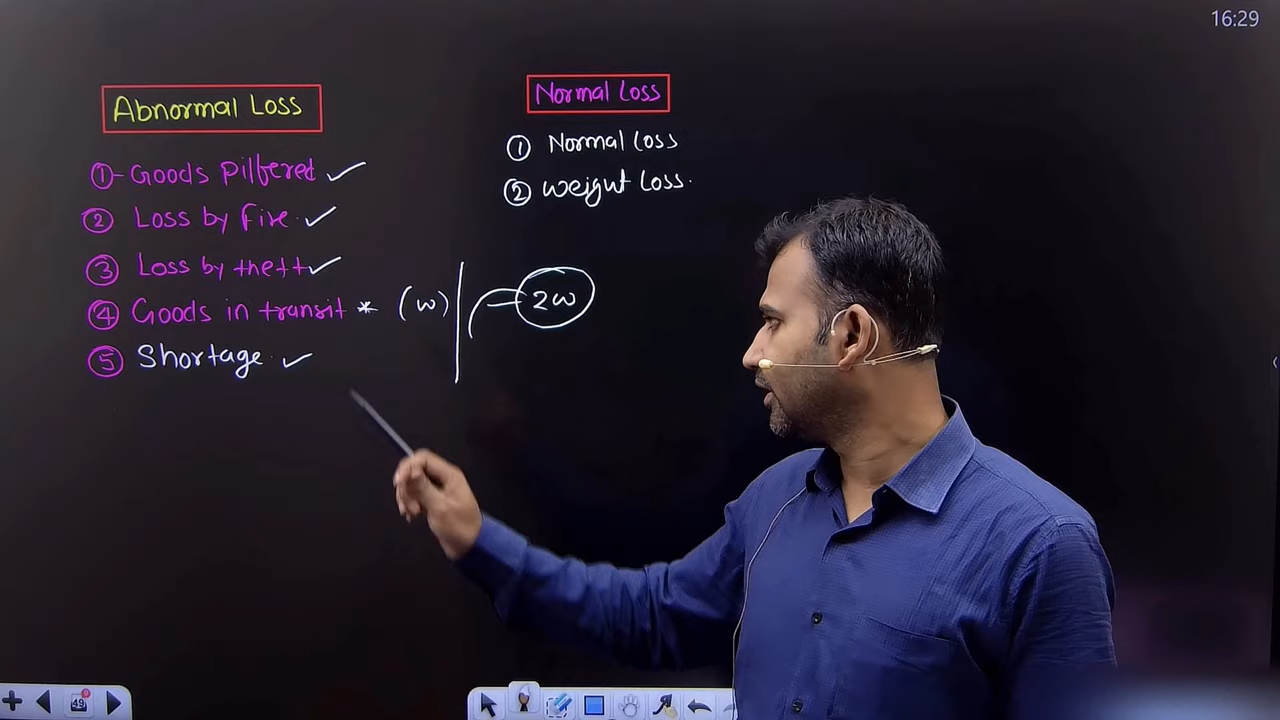 16:29
Abnormal Loss
① - Goods Pilfered ✓
② Loss by fire. ✓
③ Loss by theft ✓
④ Goods in transit * (w)
⑤ Shortage. ✓
Normal Loss
① Normal loss
② Weigut Loss.
2w
49